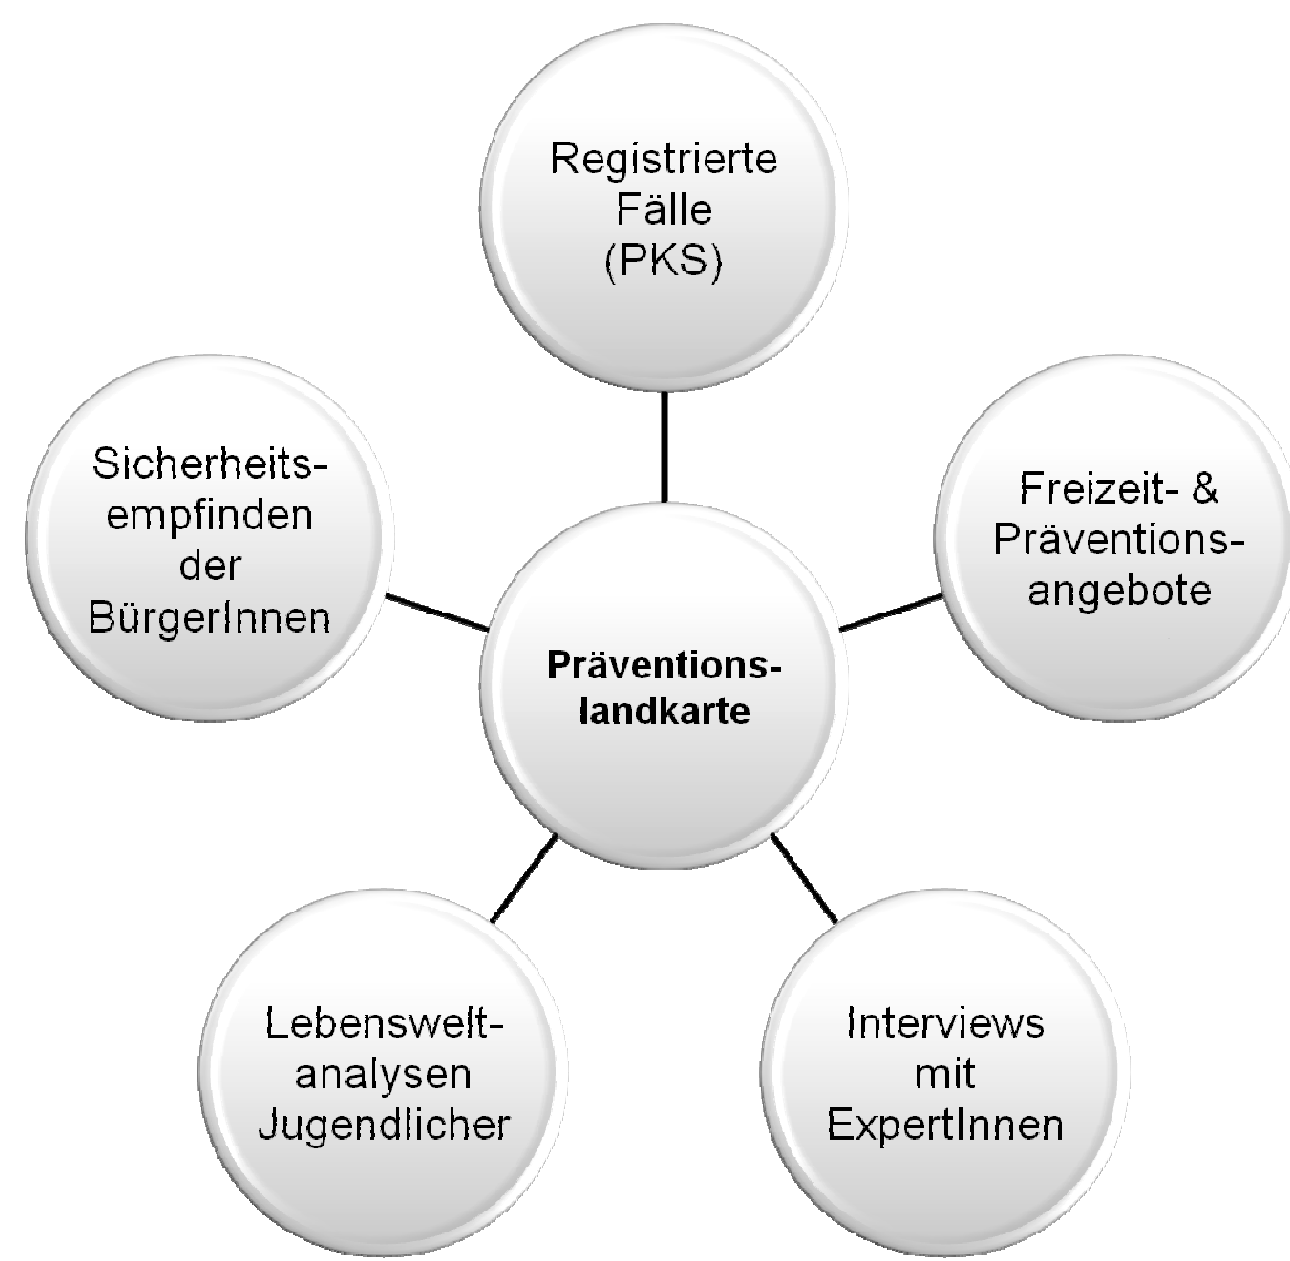 Registrierte
Fälle
(PKS)
Sicherheits-
empfinden
der
BürgerInnen
Freizeit- &
Präventions-
angebote
Präventions-
landkarte
Lebenswelt-
analysen
Jugendlicher
Interviews
mit
ExpertInnen